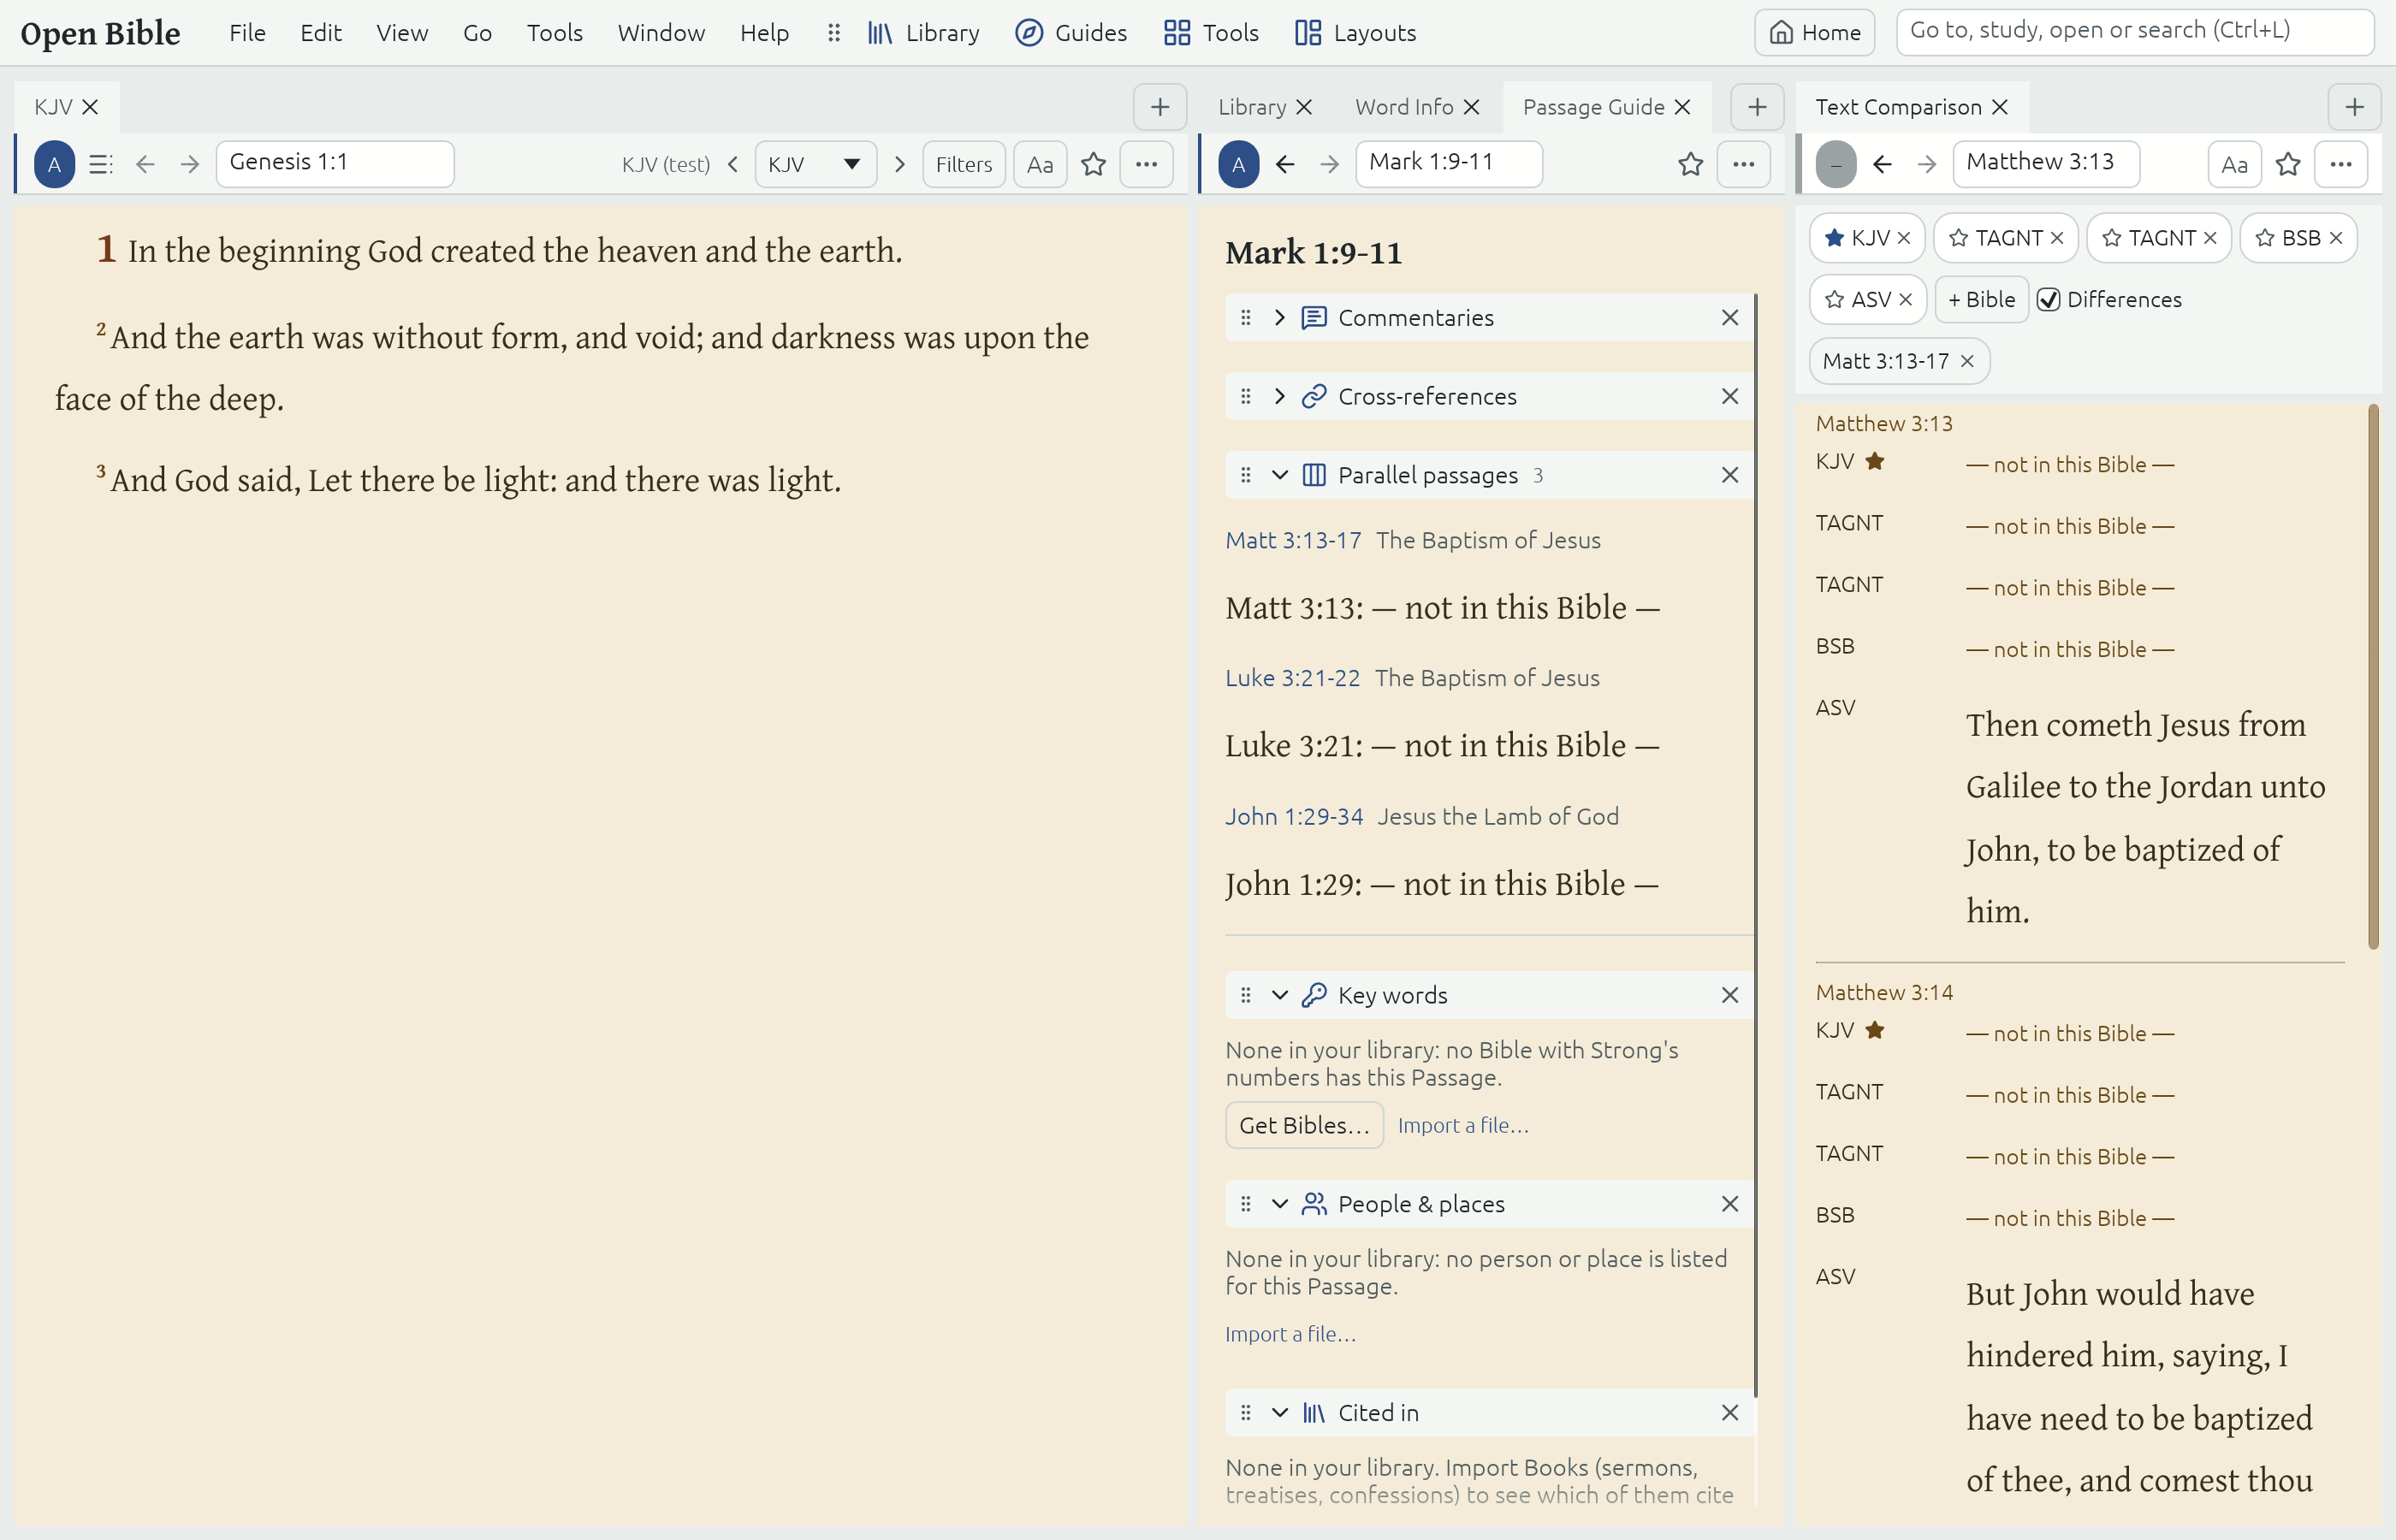 Open Bible File Edit View Go Tools Window Help Library Guides Tools Layouts Home Go to, study, open or search (Ctrl+L)
KJV
A Genesis 1:1 KJV (test) KJV Filters Aa
1 In the beginning God created the heaven and the earth.
2 And the earth was without form, and void; and darkness was upon the
face of the deep.
3 And God said, Let there be light: and there was light.
Library Word Info Passage Guide
A Mark 1:9-11
Mark 1:9-11
Commentaries
Cross-references
Parallel passages 3
Matt 3:13-17 The Baptism of Jesus
Matt 3:13: — not in this Bible —
Luke 3:21-22 The Baptism of Jesus
Luke 3:21: — not in this Bible —
John 1:29-34 Jesus the Lamb of God
John 1:29: — not in this Bible —
Key words
None in your library: no Bible with Strong's
numbers has this Passage.
Get Bibles… Import a file…
People & places
None in your library: no person or place is listed
for this Passage.
Import a file…
Cited in
None in your library. Import Books (sermons,
treatises, confessions) to see which of them cite
Text Comparison
– Matthew 3:13 Aa
KJV TAGNT TAGNT BSB
ASV + Bible Differences
Matt 3:13-17
Matthew 3:13
KJV — not in this Bible —
TAGNT — not in this Bible —
TAGNT — not in this Bible —
BSB — not in this Bible —
ASV Then cometh Jesus from
Galilee to the Jordan unto
John, to be baptized of
him.
Matthew 3:14
KJV — not in this Bible —
TAGNT — not in this Bible —
TAGNT — not in this Bible —
BSB — not in this Bible —
ASV But John would have
hindered him, saying, I
have need to be baptized
of thee, and comest thou